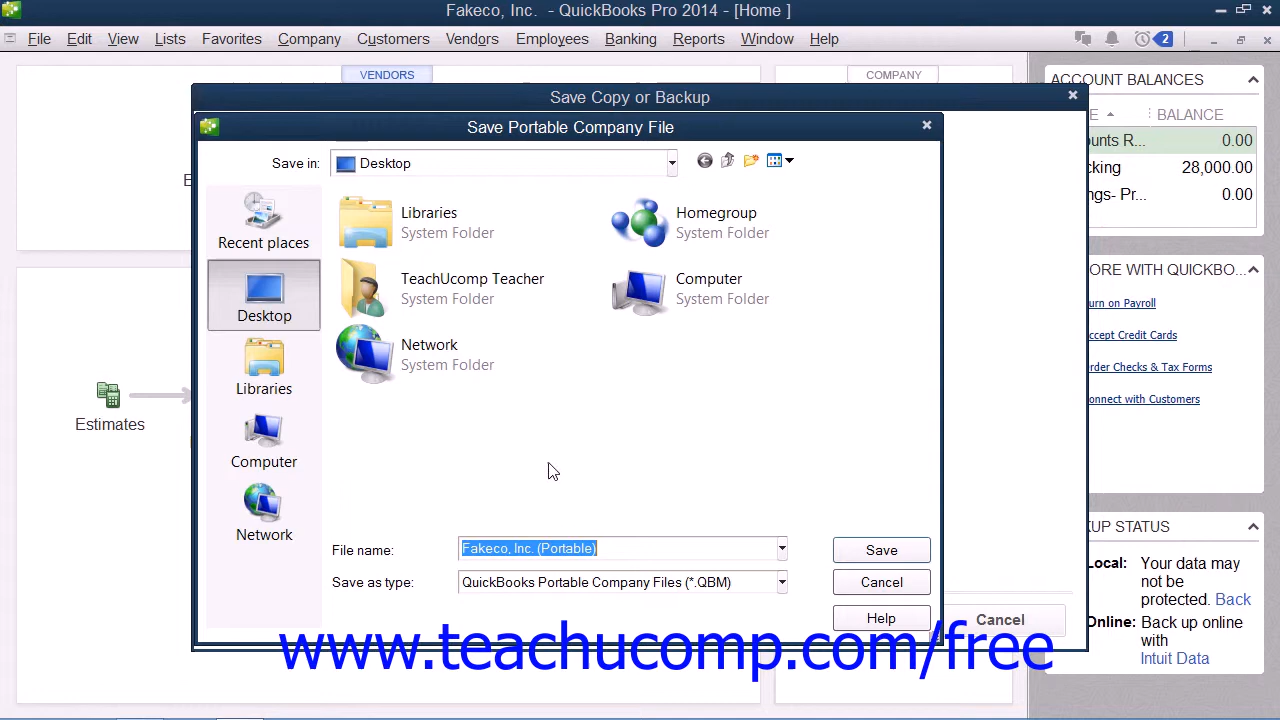 Fakeco, Inc. - QuickBooks Pro 2014 - [Home ]
File Edit View Lists Favorites Company Customers Vendors Employees Banking Reports Window Help 2
VENDORS
COMPANY
Save Copy or Backup
Save Portable Company File
Save in: Desktop
Recent places
Desktop
Libraries
Computer
Network
Libraries
System Folder
Homegroup
System Folder
TeachUcomp Teacher
System Folder
Computer
System Folder
Network
System Folder
File name: Fakeco, Inc. (Portable)
Save as type: QuickBooks Portable Company Files (*.QBM)
Save
Cancel
Help
Cancel
Estimates
ACCOUNT BALANCES
E BALANCE
ounts R... 0.00
king 28,000.00
ngs- Pr... 0.00
ORE WITH QUICKBO...
urn on Payroll
ccept Credit Cards
rder Checks & Tax Forms
onnect with Customers
KUP STATUS
Local: Your data may
not be
protected. Back
Online: Back up online
with
Intuit Data
www.teachucomp.com/free